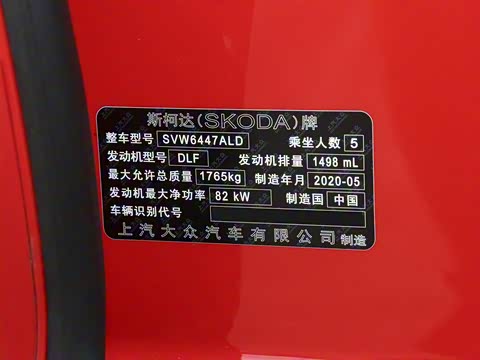 斯柯达(SKODA)牌
整车型号 SVW6447ALD 乘坐人数 5
发动机型号 DLF 发动机排量 1498 mL
最大允许总质量 1765kg 制造年月 2020-05
发动机最大净功率 82 kW 制造国 中国
车辆识别代号
上汽大众汽车有限公司 制造